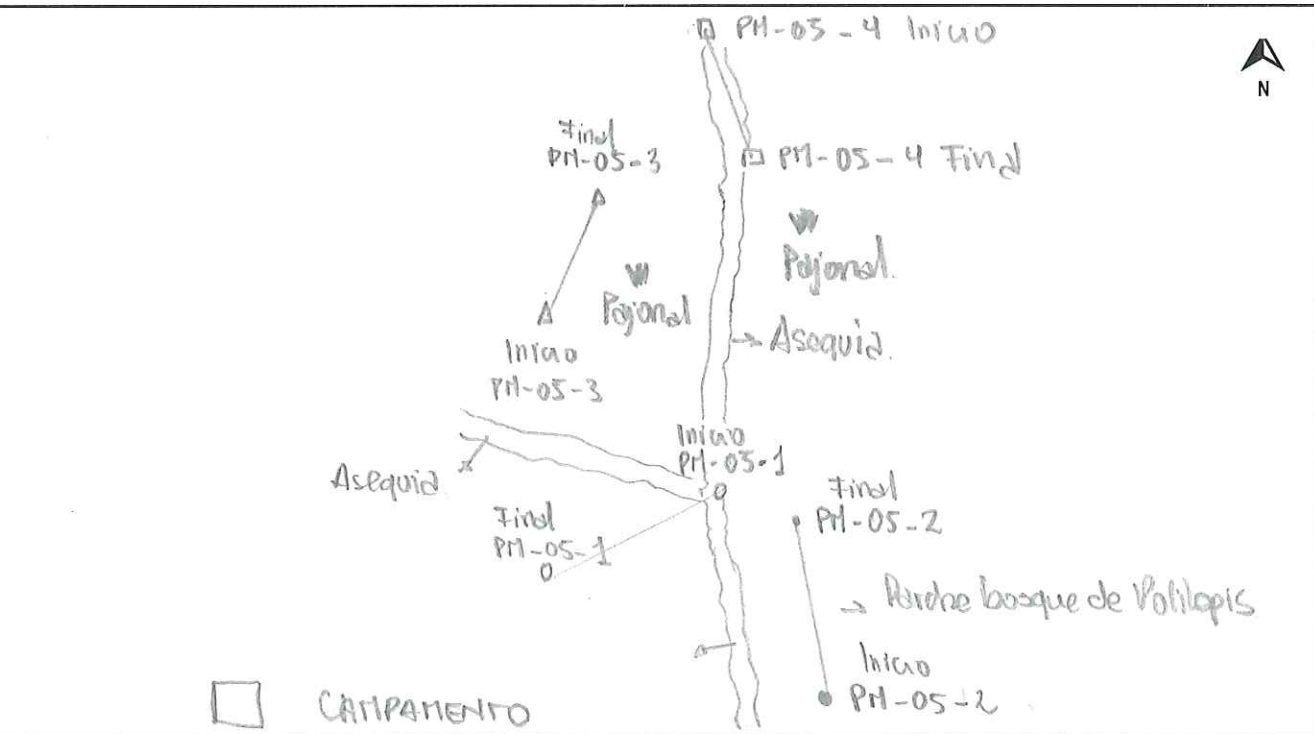 PM-05-4 Inicio
N
Final
PM-05-3
PM-05-4 Final
Pajonal.
Pajonal
Asequia.
Inicio
PM-05-3
Inicio
PM-05-1
Asequia
Final
PM-05-2
Final
PM-05-1
Parche bosque de Polilepis
Inicio
PM-05-2
CAMPAMENTO